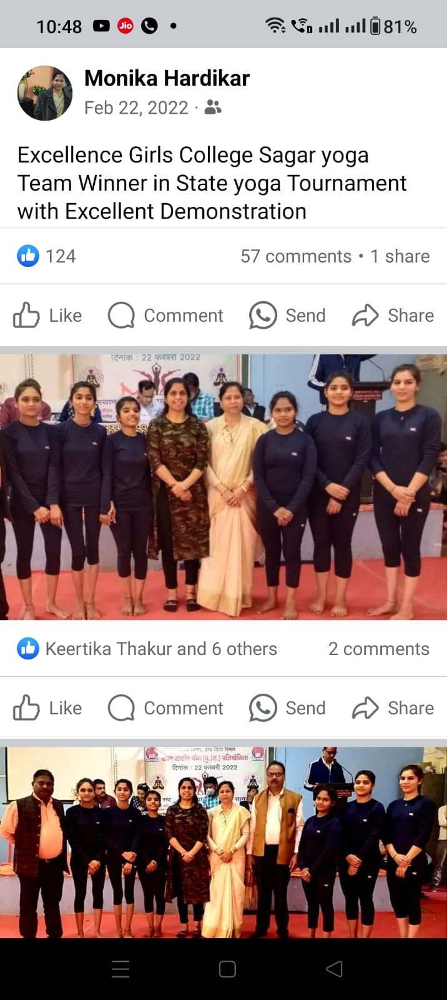 10:48
Jio
81%
Monika Hardikar
Feb 22, 2022 ·
Excellence Girls College Sagar yoga
Team Winner in State yoga Tournament
with Excellent Demonstration
124
57 comments • 1 share
Like Comment Send Share
दिनांक : 22 फरवरी 2022
स्थान
Keertika Thakur and 6 others
2 comments
Like Comment Send Share
उच्च शिक्षा विभाग
राज्य स्तरीय योग (पु./म.) प्रतियोगिता
दिनांक : 22 फरवरी 2022
साग